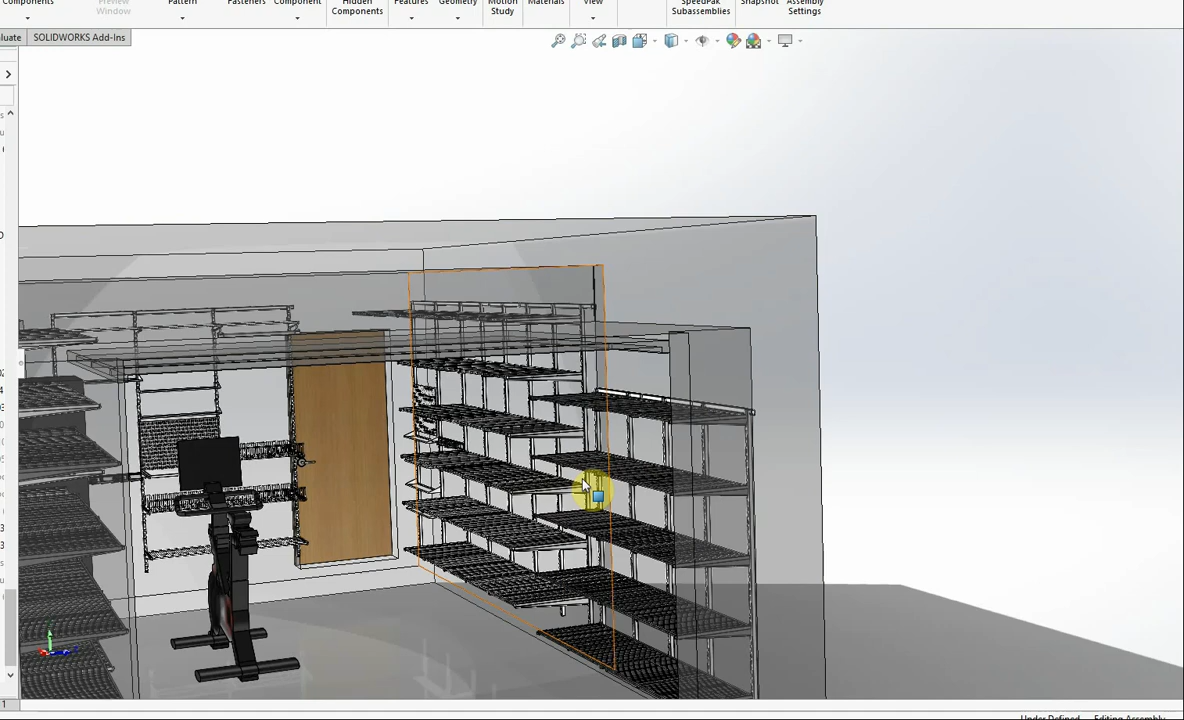 Components
Preview
Window
Pattern
Fasteners
Component
Hidden
Components
Features
Geometry
Motion
Study
Materials
View
SpeedPak
Subassemblies
Snapshot
Assembly
Settings
luate
SOLIDWORKS Add-Ins
Under Defined
Editing Assembly